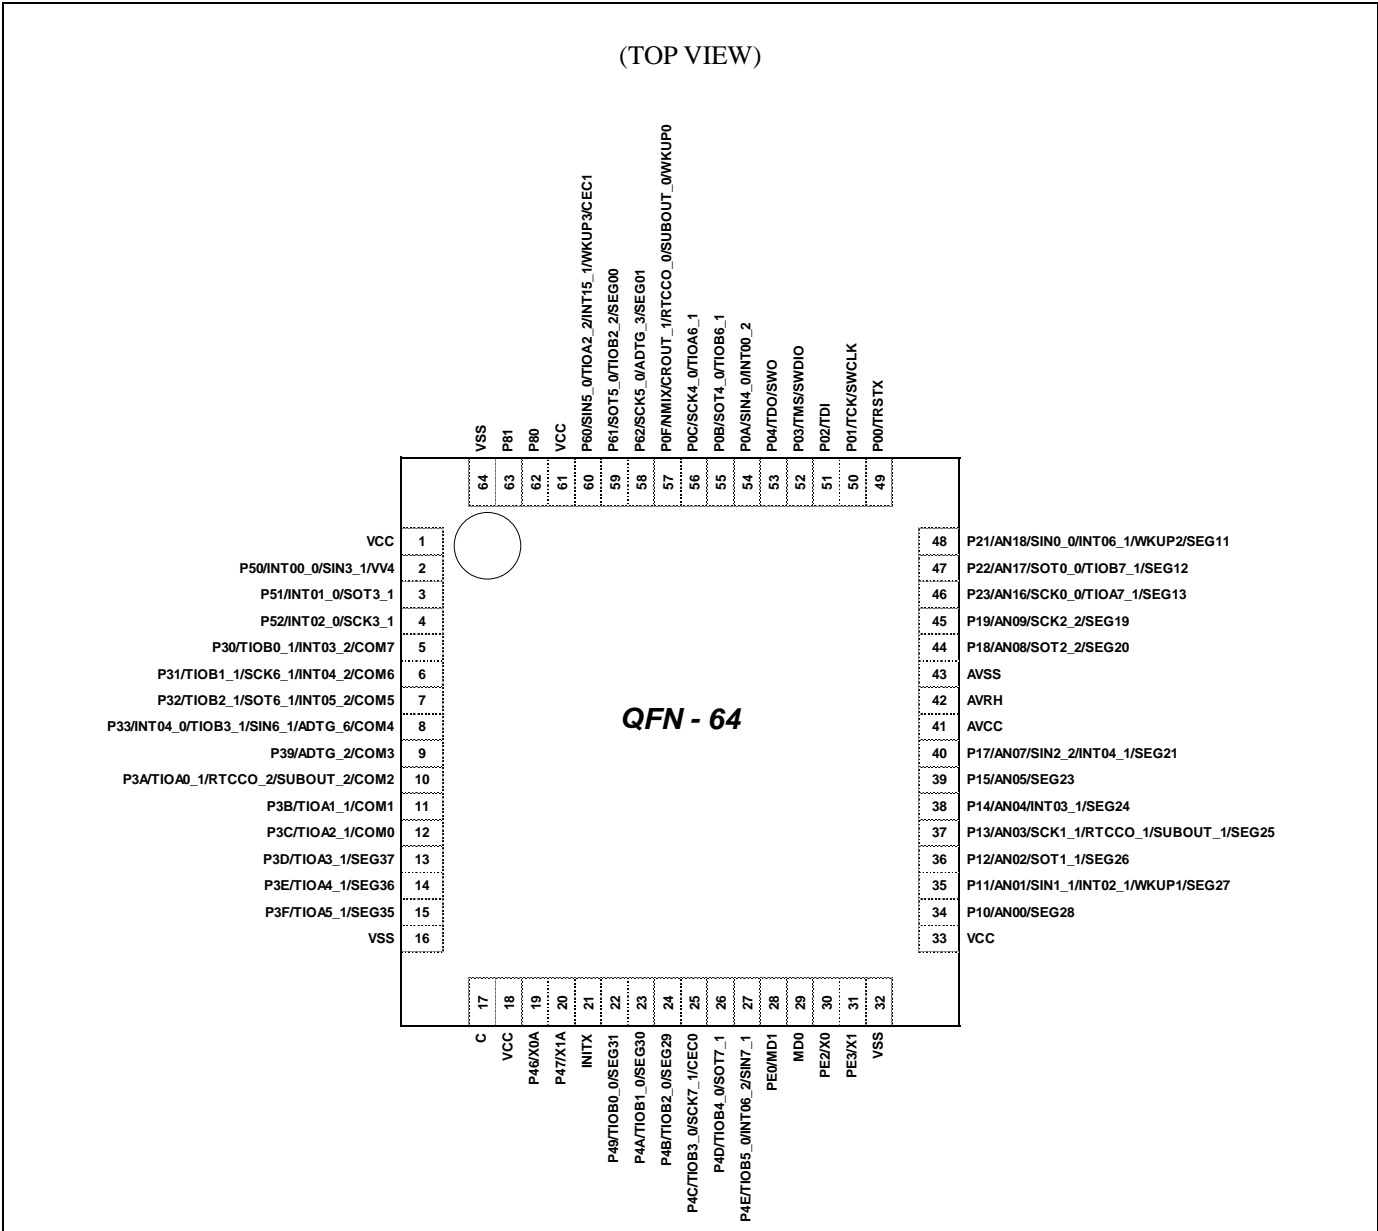 (TOP VIEW)
VSS
P81
P80
VCC
P60/SIN5_0/TIOA2_2/INT15_1/WKUP3/CEC1
P61/SOT5_0/TIOB2_2/SEG00
P62/SCK5_0/ADTG_3/SEG01
P0F/NMIX/CROUT_1/RTCCO_0/SUBOUT_0/WKUP0
P0C/SCK4_0/TIOA6_1
P0B/SOT4_0/TIOB6_1
P0A/SIN4_0/INT00_2
P04/TDO/SWO
P03/TMS/SWDIO
P02/TDI
P01/TCK/SWCLK
P00/TRSTX
64 63 62 61 60 59 58 57 56 55 54 53 52 51 50 49
VCC 1
P50/INT00_0/SIN3_1/VV4 2
P51/INT01_0/SOT3_1 3
P52/INT02_0/SCK3_1 4
P30/TIOB0_1/INT03_2/COM7 5
P31/TIOB1_1/SCK6_1/INT04_2/COM6 6
P32/TIOB2_1/SOT6_1/INT05_2/COM5 7
P33/INT04_0/TIOB3_1/SIN6_1/ADTG_6/COM4 8
P39/ADTG_2/COM3 9
P3A/TIOA0_1/RTCCO_2/SUBOUT_2/COM2 10
P3B/TIOA1_1/COM1 11
P3C/TIOA2_1/COM0 12
P3D/TIOA3_1/SEG37 13
P3E/TIOA4_1/SEG36 14
P3F/TIOA5_1/SEG35 15
VSS 16
QFN - 64
48 P21/AN18/SIN0_0/INT06_1/WKUP2/SEG11
47 P22/AN17/SOT0_0/TIOB7_1/SEG12
46 P23/AN16/SCK0_0/TIOA7_1/SEG13
45 P19/AN09/SCK2_2/SEG19
44 P18/AN08/SOT2_2/SEG20
43 AVSS
42 AVRH
41 AVCC
40 P17/AN07/SIN2_2/INT04_1/SEG21
39 P15/AN05/SEG23
38 P14/AN04/INT03_1/SEG24
37 P13/AN03/SCK1_1/RTCCO_1/SUBOUT_1/SEG25
36 P12/AN02/SOT1_1/SEG26
35 P11/AN01/SIN1_1/INT02_1/WKUP1/SEG27
34 P10/AN00/SEG28
33 VCC
17 18 19 20 21 22 23 24 25 26 27 28 29 30 31 32
C
VCC
P46/X0A
P47/X1A
INITX
P49/TIOB0_0/SEG31
P4A/TIOB1_0/SEG30
P4B/TIOB2_0/SEG29
P4C/TIOB3_0/SCK7_1/CEC0
P4D/TIOB4_0/SOT7_1
P4E/TIOB5_0/INT06_2/SIN7_1
PE0/MD1
MD0
PE2/X0
PE3/X1
VSS